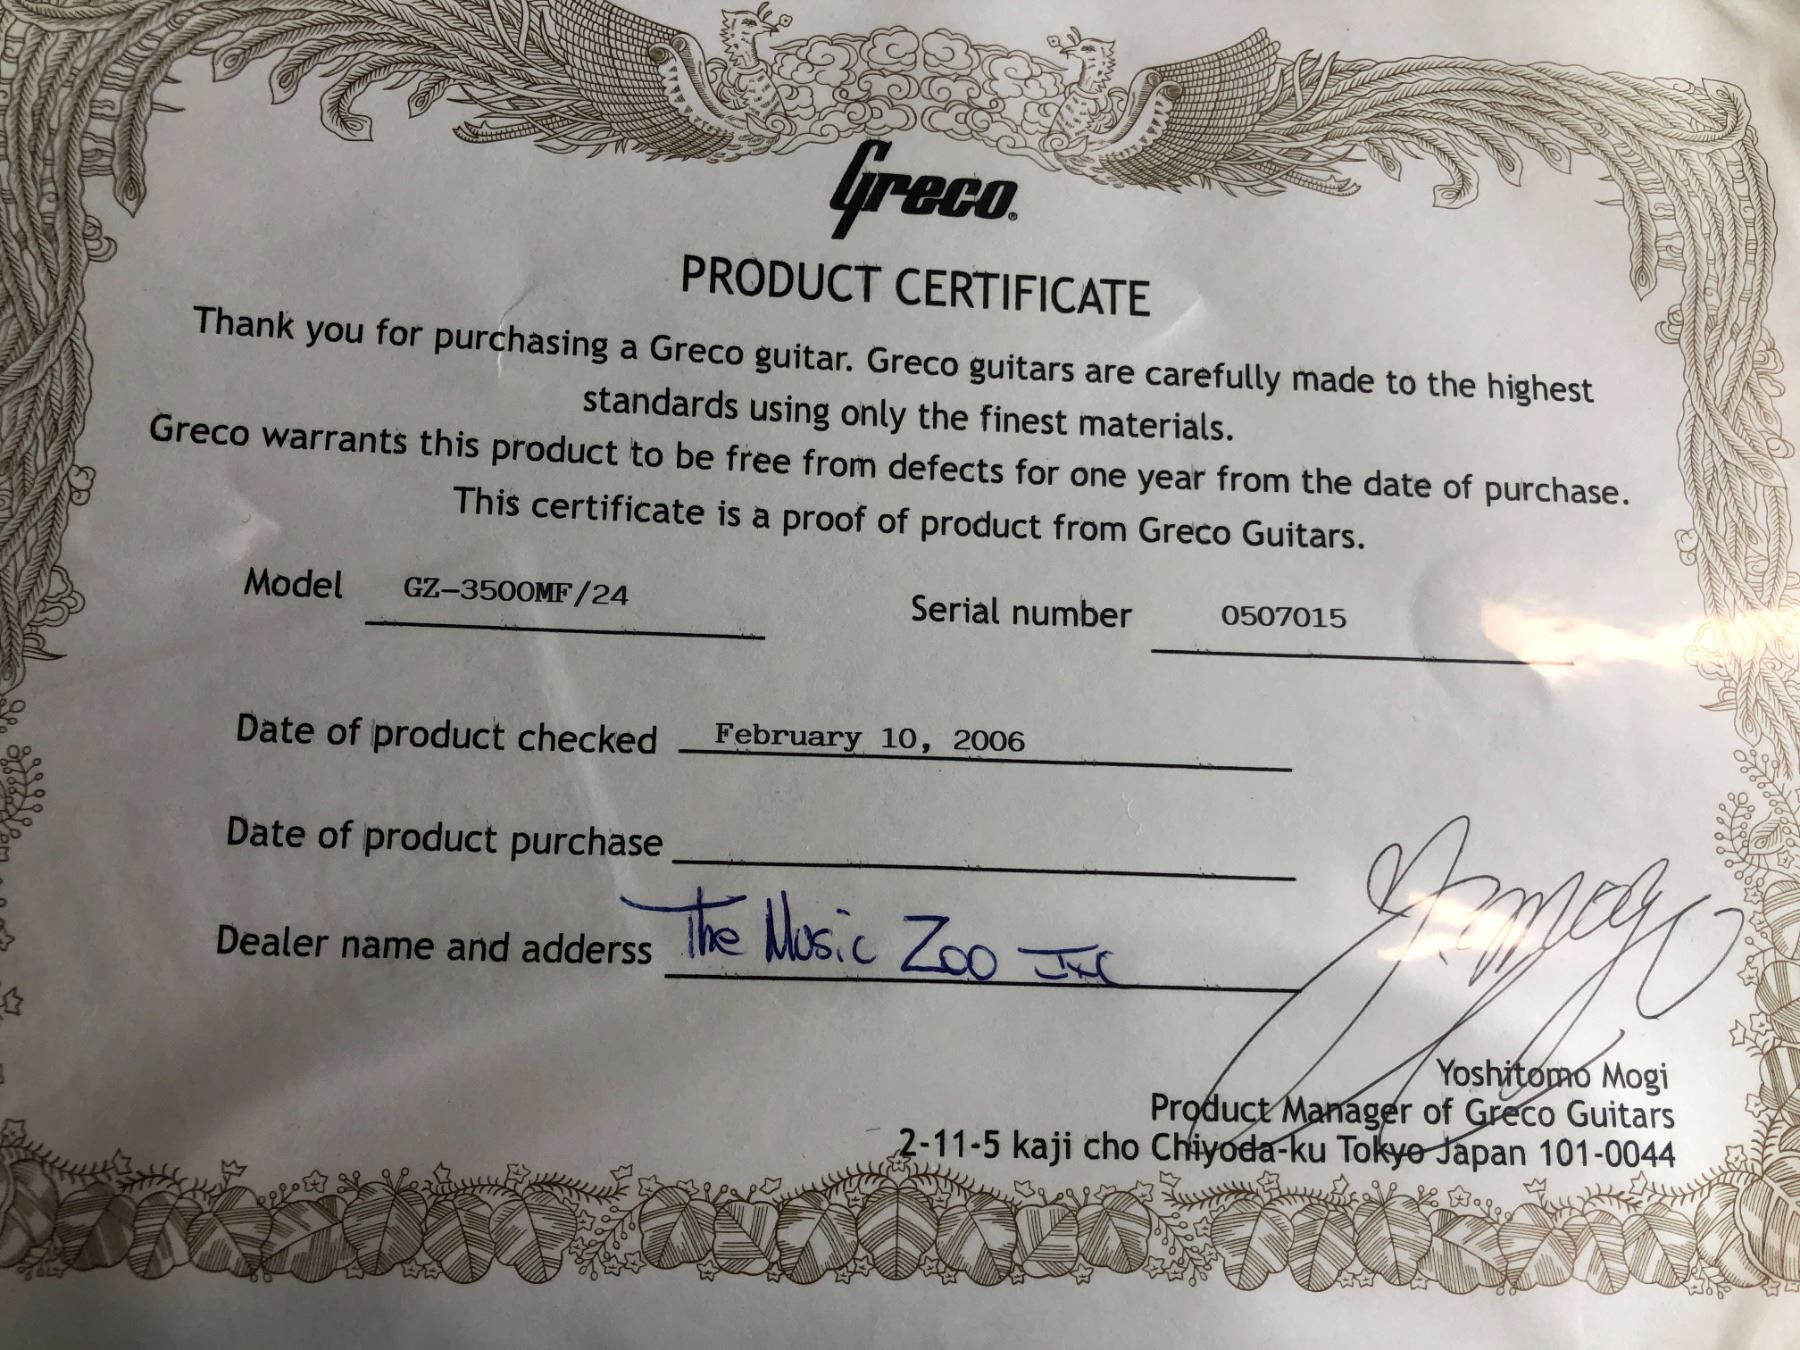 Greco®
PRODUCT CERTIFICATE
Thank you for purchasing a Greco guitar. Greco guitars are carefully made to the highest
standards using only the finest materials.
Greco warrants this product to be free from defects for one year from the date of purchase.
This certificate is a proof of product from Greco Guitars.
Model GZ-3500MF/24 Serial number 0507015
Date of product checked February 10, 2006
Date of product purchase
Dealer name and adderss The Music Zoo Inc
Yoshitomo Mogi
Product Manager of Greco Guitars
2-11-5 kaji cho Chiyoda-ku Tokyo Japan 101-0044